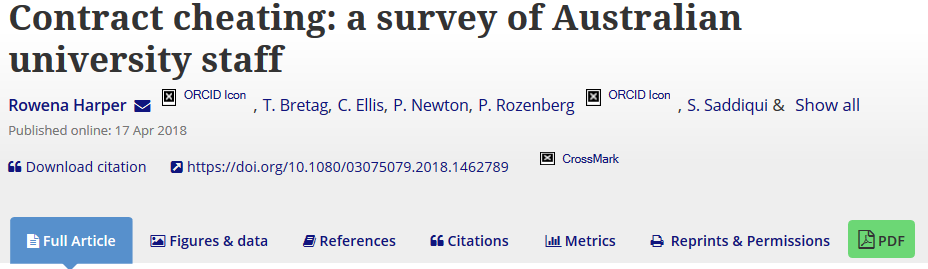 Contract cheating: a survey of Australian
university staff
Rowena Harper ORCID Icon , T. Bretag, C. Ellis, P. Newton, P. Rozenberg ORCID Icon , S. Saddiqui & Show all
Published online: 17 Apr 2018
Download citation https://doi.org/10.1080/03075079.2018.1462789 CrossMark
Full Article Figures & data References Citations Metrics Reprints & Permissions PDF